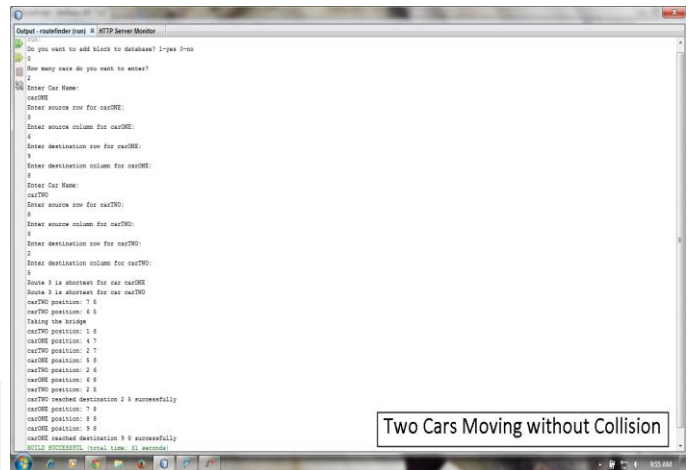 Output - routefinder (run)
HTTP Server Monitor
run:
Do you want to add block to database? 1-yes 0-no
0
How many cars do you want to enter?
2
Enter Car Name:
carONE
Enter source row for carONE:
Enter source column for carONE:
6
Enter destination row for carONE:
9
Enter destination column for carONE:
8
Enter Car Name:
carTWO
Enter source row for carTWO:
8
Enter source column for carTWO:
Enter destination row for carTWO:
2
Enter destination column for carTWO:
5
Route 3 is shortest for car carONE
Route 3 is shortest for car carTWO
carTWO position: 7 5
carTWO position: 6 5
Taking the bridge
carTWO position: 1 8
carONE position: 4 7
carTWO position: 2 7
carONE position: 5 8
carTWO position: 2 6
carONE position: 6 8
carTWO position: 2 5
carTWO reached destination 2 5 successfully
carONE position: 7 8
carONE position: 8 8
carONE position: 9 8
carONE reached destination 9 8 successfully
BUILD SUCCESSFUL (total time: 31 seconds)
Two Cars Moving without Collision
9:55 AM